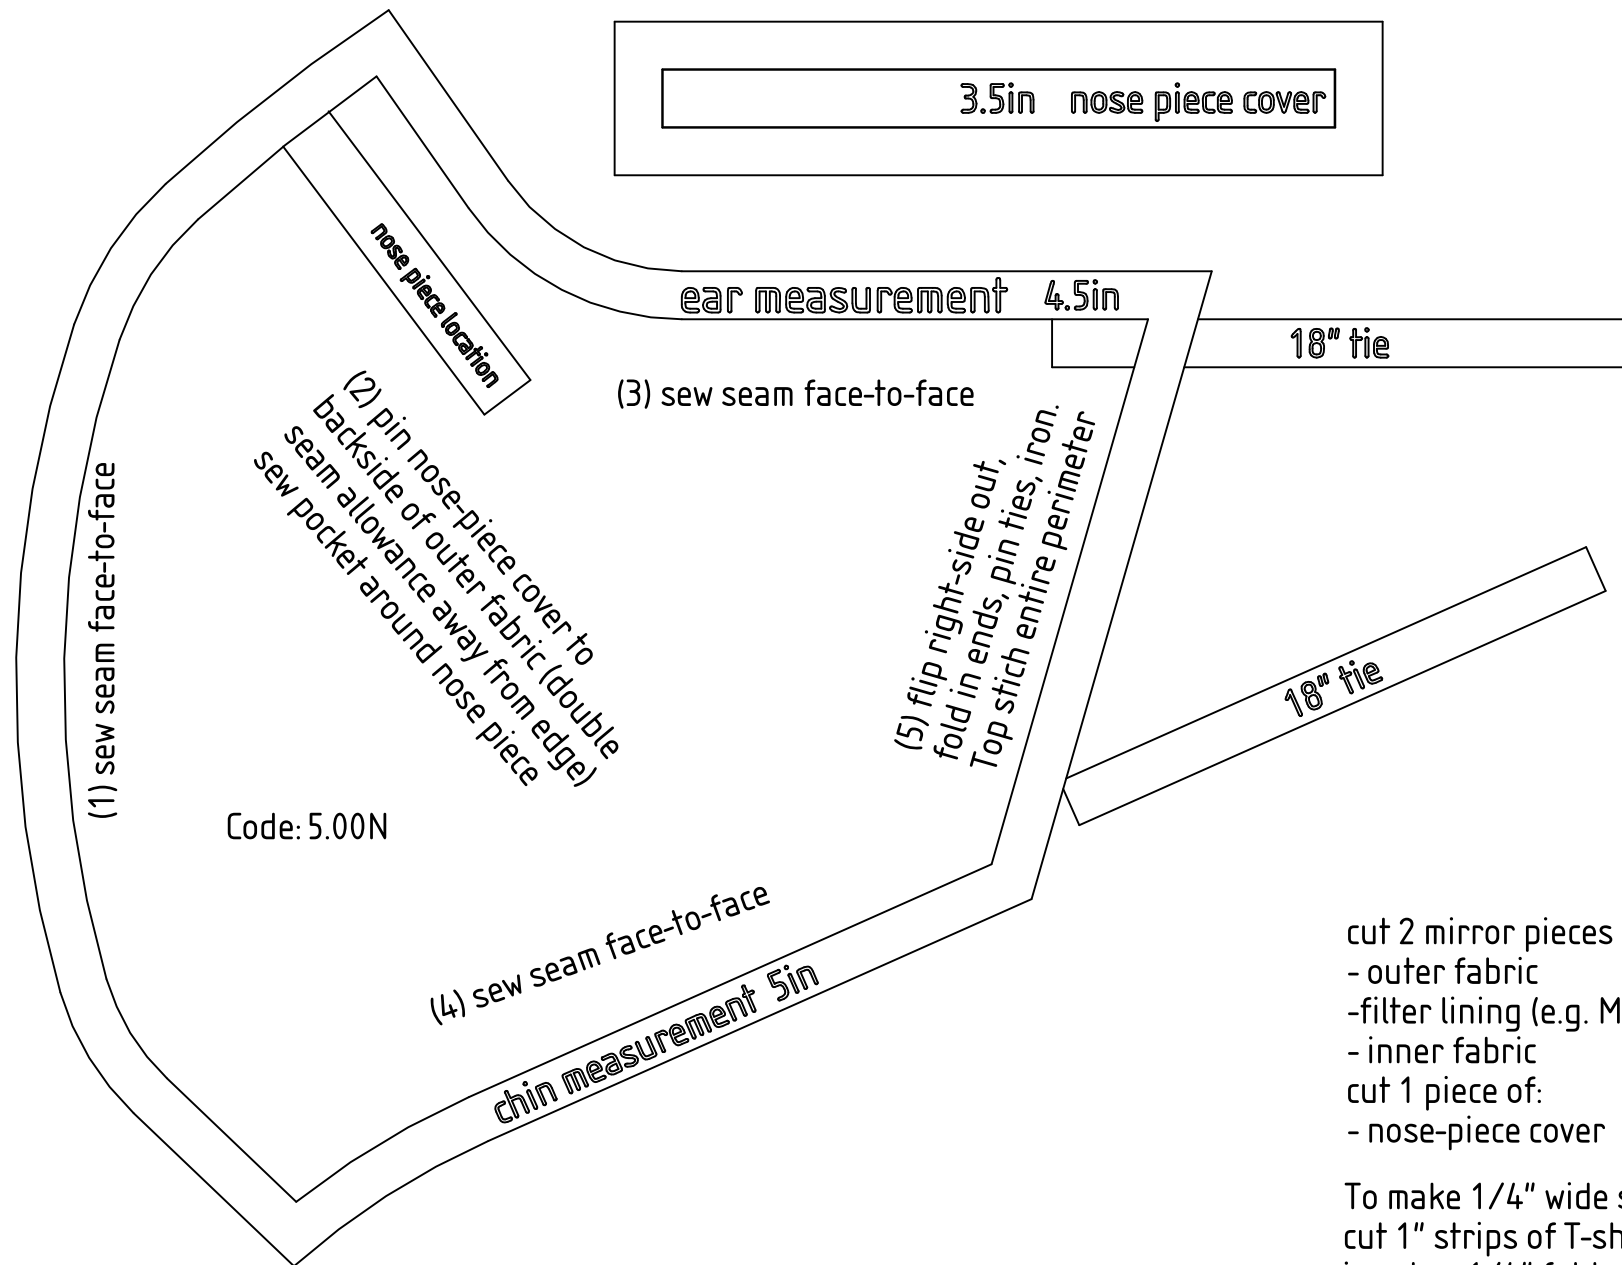 3.5in nose piece cover
nose piece location
ear measurement 4.5in
18" tie
(3) sew seam face-to-face
(2) pin nose-piece cover to
backside of outer fabric (double
seam allowance away from edge)
sew pocket around nose piece
(1) sew seam face-to-face
(5) flip right-side out,
fold in ends, pin ties, iron.
Top stich entire perimeter
18" tie
Code: 5.00N
(4) sew seam face-to-face
chin measurement 5in
cut 2 mirror pieces
- outer fabric
-filter lining (e.g. M
- inner fabric
cut 1 piece of:
- nose-piece cover
To make 1/4" wide s
cut 1" strips of T-sh